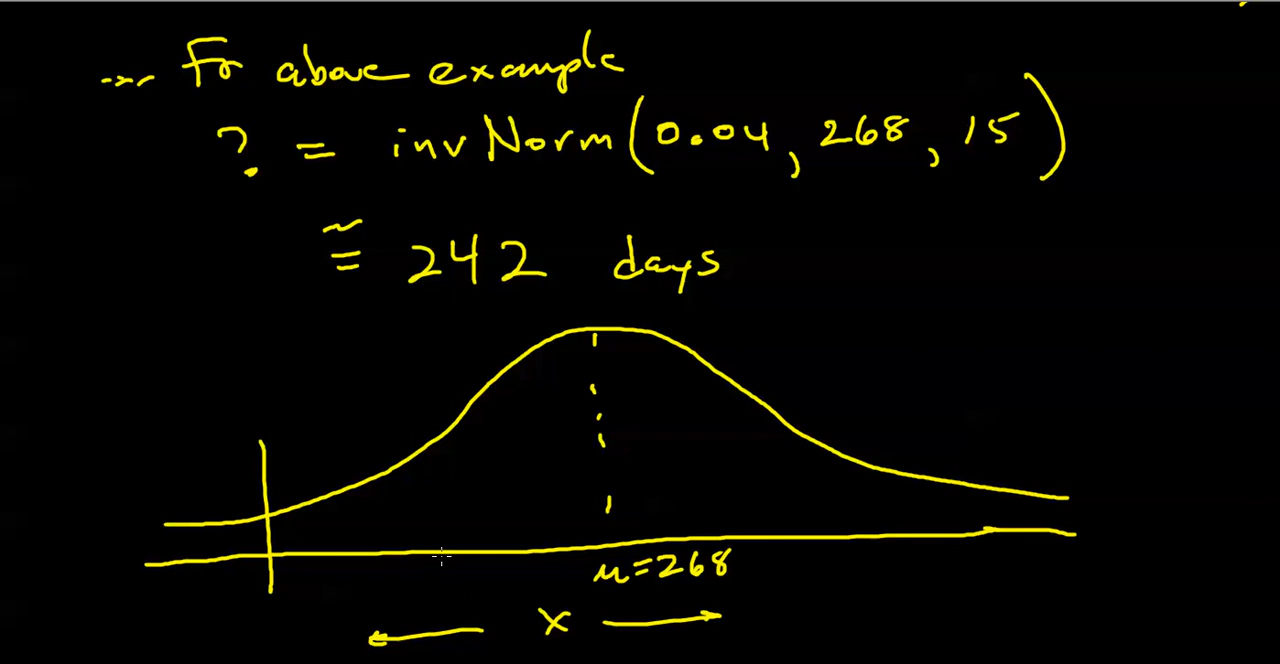 For above example
? = invNorm(0.04, 268, 15)
≅ 242 days
μ=268
x